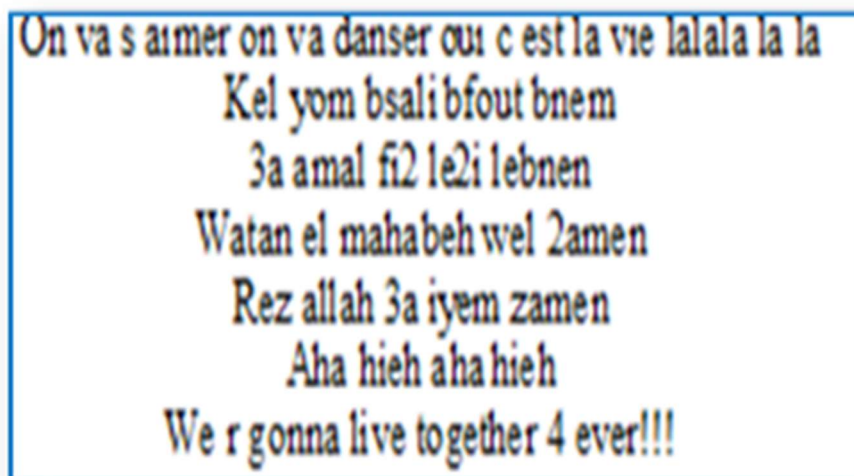 On va s aimer on va danser oui c est la vie lalala la la
Kel yom bsali bfout bnem
3a amal fi2 le2i lebnen
Watan el mahabeh wel 2amen
Rez allah 3a iyem zamen
Aha hieh aha hieh
We r gonna live together 4 ever!!!